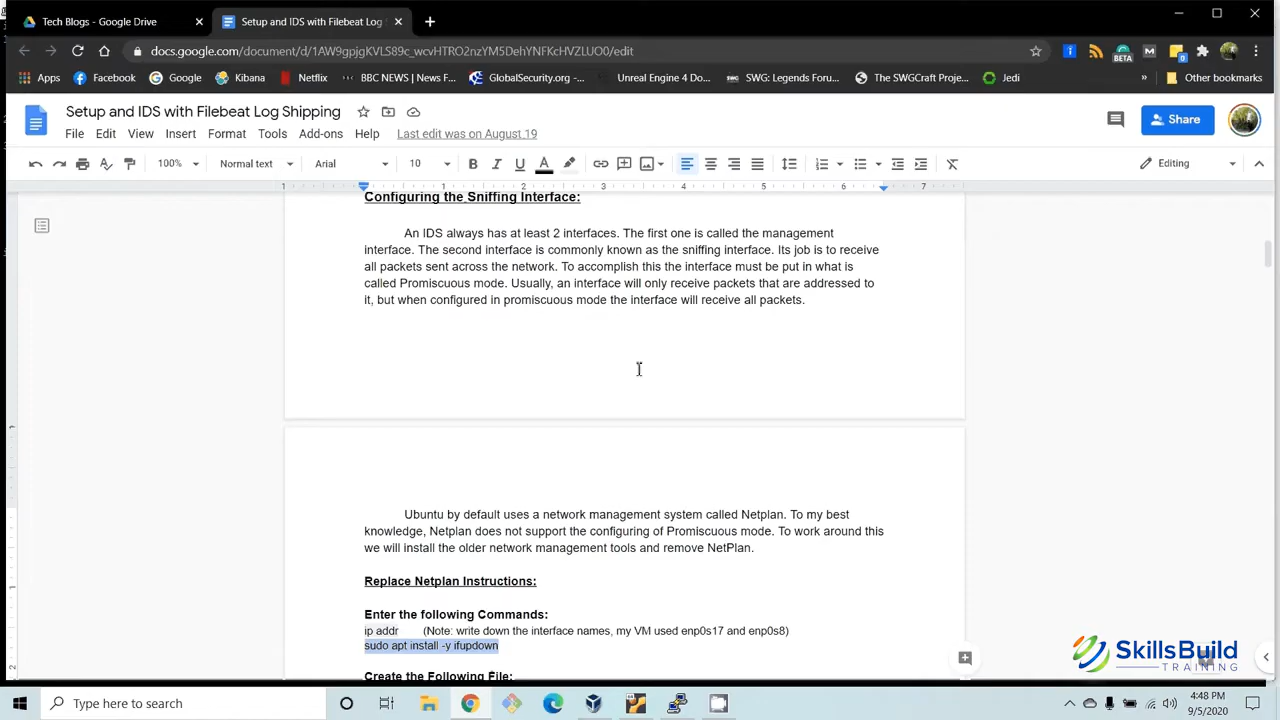 Tech Blogs - Google Drive
Setup and IDS with Filebeat Log
docs.google.com/document/d/1AW9gpjgKVLS89c_wcvHTRO2nzYM5DehYNFKcHVZLUO0/edit
BETA
0
Apps Facebook Google Kibana Netflix BBC NEWS | News F... GlobalSecurity.org -... Unreal Engine 4 Do... SWG: Legends Foru... The SWGCraft Proje... Jedi » Other bookmarks
Setup and IDS with Filebeat Log Shipping
File Edit View Insert Format Tools Add-ons Help Last edit was on August 19
Share
100% Normal text Arial 10 B I U A Editing
1 1 2 3 4 5 6 7
Configuring the Sniffing Interface:
An IDS always has at least 2 interfaces. The first one is called the management
interface. The second interface is commonly known as the sniffing interface. Its job is to receive
all packets sent across the network. To accomplish this the interface must be put in what is
called Promiscuous mode. Usually, an interface will only receive packets that are addressed to
it, but when configured in promiscuous mode the interface will receive all packets.
Ubuntu by default uses a network management system called Netplan. To my best
knowledge, Netplan does not support the configuring of Promiscuous mode. To work around this
we will install the older network management tools and remove NetPlan.
Replace Netplan Instructions:
Enter the following Commands:
ip addr (Note: write down the interface names, my VM used enp0s17 and enp0s8)
sudo apt install -y ifupdown
Create the Following File:
SkillsBuild
TRAINING
Type here to search
4:48 PM
9/5/2020